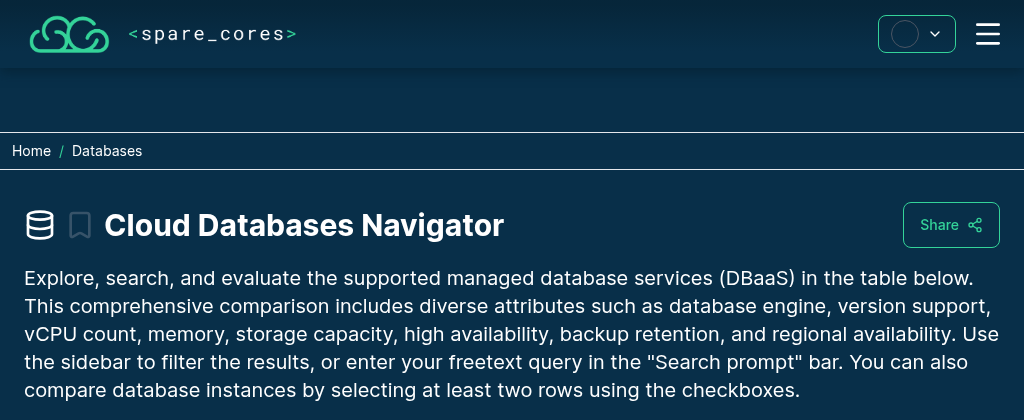 <spare_cores>
Home / Databases
Cloud Databases Navigator
Share
Explore, search, and evaluate the supported managed database services (DBaaS) in the table below.
This comprehensive comparison includes diverse attributes such as database engine, version support,
vCPU count, memory, storage capacity, high availability, backup retention, and regional availability. Use
the sidebar to filter the results, or enter your freetext query in the "Search prompt" bar. You can also
compare database instances by selecting at least two rows using the checkboxes.